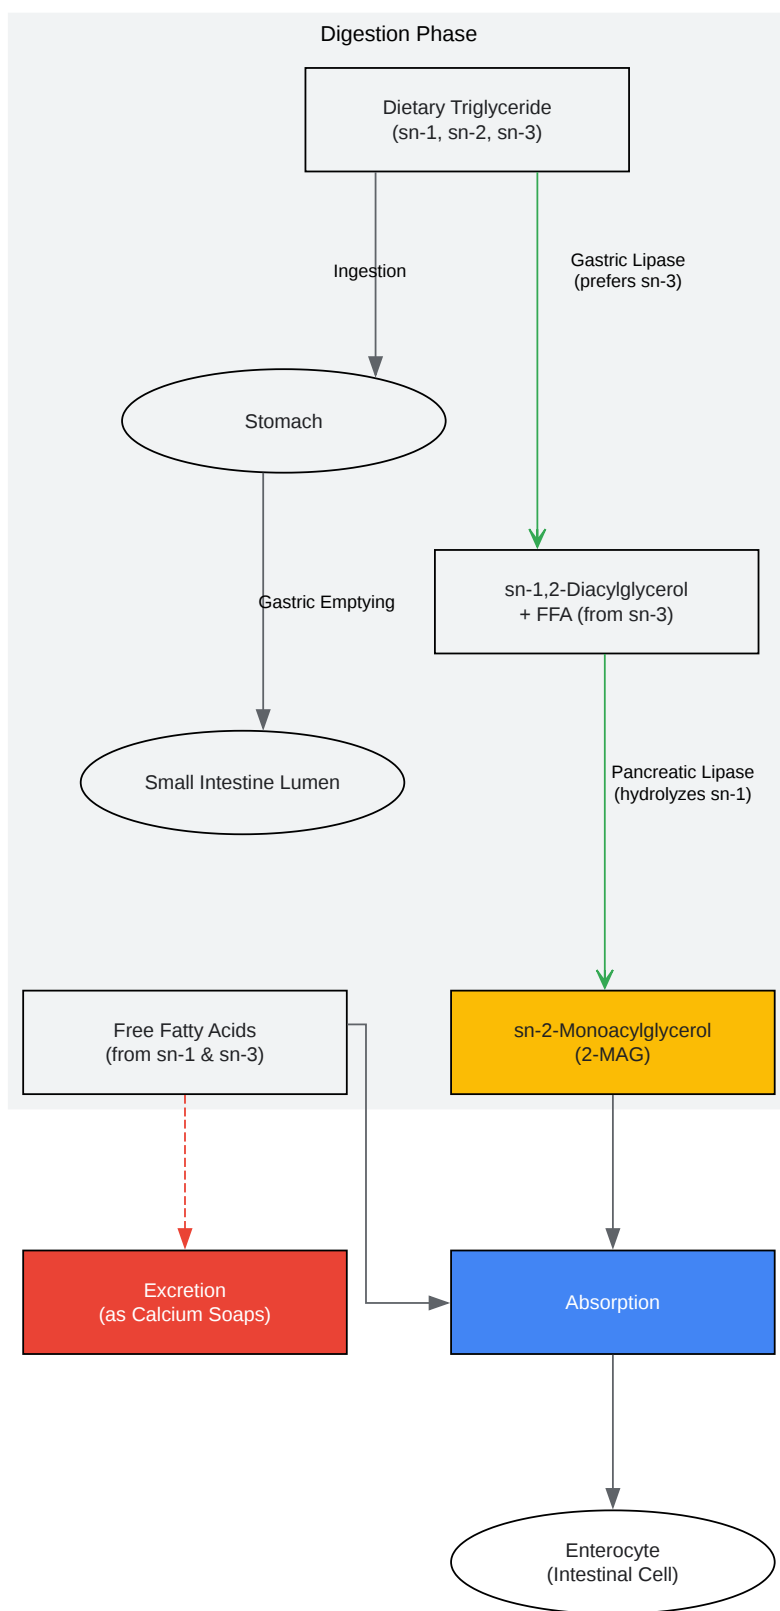 Digestion Phase
Dietary Triglyceride
(sn-1, sn-2, sn-3)
Ingestion
Gastric Lipase
(prefers sn-3)
Stomach
sn-1,2-Diacylglycerol
+ FFA (from sn-3)
Gastric Emptying
Small Intestine Lumen
Pancreatic Lipase
(hydrolyzes sn-1)
Free Fatty Acids
(from sn-1 & sn-3)
sn-2-Monoacylglycerol
(2-MAG)
Excretion
(as Calcium Soaps)
Absorption
Enterocyte
(Intestinal Cell)